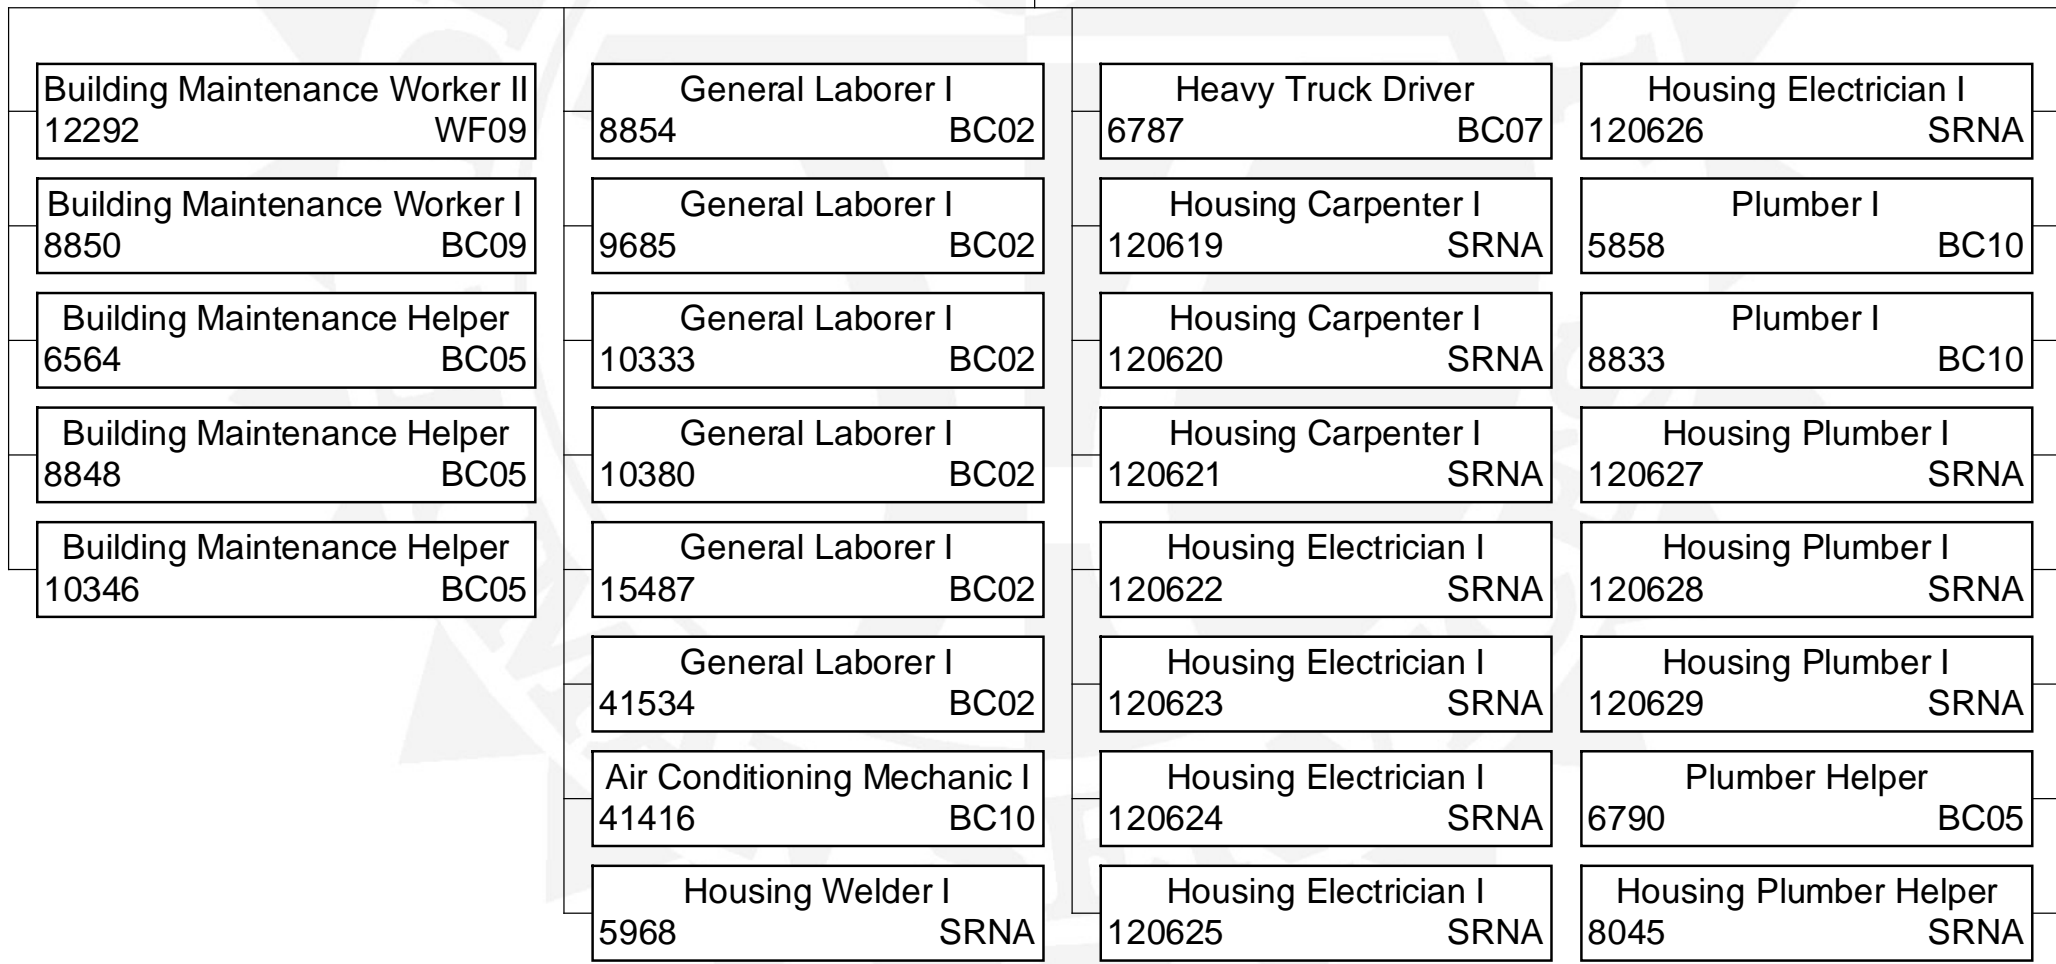 Building Maintenance Worker II
12292 WF09
Building Maintenance Worker I
8850 BC09
Building Maintenance Helper
6564 BC05
Building Maintenance Helper
8848 BC05
Building Maintenance Helper
10346 BC05
General Laborer I
8854 BC02
General Laborer I
9685 BC02
General Laborer I
10333 BC02
General Laborer I
10380 BC02
General Laborer I
15487 BC02
General Laborer I
41534 BC02
Air Conditioning Mechanic I
41416 BC10
Housing Welder I
5968 SRNA
Heavy Truck Driver
6787 BC07
Housing Carpenter I
120619 SRNA
Housing Carpenter I
120620 SRNA
Housing Carpenter I
120621 SRNA
Housing Electrician I
120622 SRNA
Housing Electrician I
120623 SRNA
Housing Electrician I
120624 SRNA
Housing Electrician I
120625 SRNA
Housing Electrician I
120626 SRNA
Plumber I
5858 BC10
Plumber I
8833 BC10
Housing Plumber I
120627 SRNA
Housing Plumber I
120628 SRNA
Housing Plumber I
120629 SRNA
Plumber Helper
6790 BC05
Housing Plumber Helper
8045 SRNA